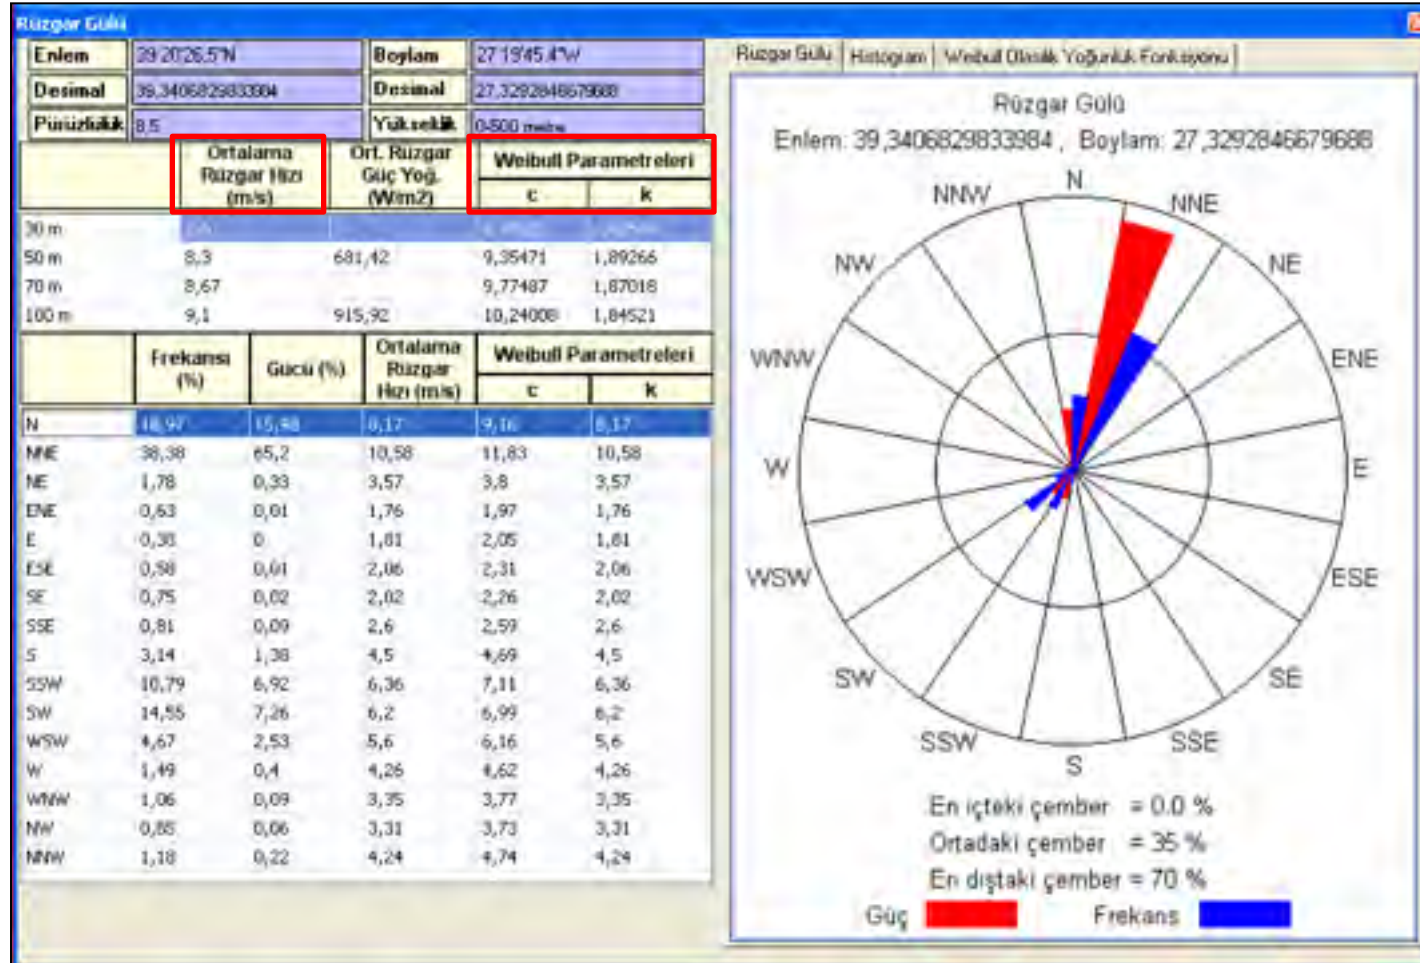 Rüzgar Gülü
Enlem 39 20'26.5"N Boylam 27 19'45.4"W
Desimal 39,3406829833984 Desimal 27,3292846679688
Pürüzlülük 8,5 Yükseklik 0-500 metre
Ortalama Rüzgar Hızı (m/s) Ort. Rüzgar Güç Yoğ. (W/m2) Weibull Parametreleri
c k
30 m
50 m 8,3 681,42 9,35471 1,89266
70 m 8,67 9,77487 1,87018
100 m 9,1 915,92 10,24008 1,84521
Frekansı (%) Gücü (%) Ortalama Rüzgar Hızı (m/s) Weibull Parametreleri
c k
N 18,97 15,48 8,17 9,16 8,17
NNE 38,38 65,2 10,58 11,83 10,58
NE 1,78 0,33 3,57 3,8 3,57
ENE 0,63 0,01 1,76 1,97 1,76
E 0,38 0 1,81 2,05 1,81
ESE 0,58 0,01 2,06 2,31 2,06
SE 0,75 0,02 2,02 2,26 2,02
SSE 0,81 0,09 2,6 2,59 2,6
S 3,14 1,38 4,5 4,69 4,5
SSW 10,79 6,92 6,36 7,11 6,36
SW 14,55 7,26 6,2 6,99 6,2
WSW 4,67 2,53 5,6 6,16 5,6
W 1,49 0,4 4,26 4,62 4,26
WNW 1,06 0,09 3,35 3,77 3,35
NW 0,85 0,06 3,31 3,73 3,31
NNW 1,18 0,22 4,24 4,74 4,24
Rüzgar Gülü Histogram Weibull Olasılık Yoğunluk Fonksiyonu
Rüzgar Gülü
Enlem: 39,3406829833984 , Boylam: 27,3292846679688
N
NNW NNE
NW NE
WNW ENE
W E
WSW ESE
SW SE
SSW SSE
S
En içteki çember = 0.0 %
Ortadaki çember = 35 %
En dıştaki çember = 70 %
Güç Frekans